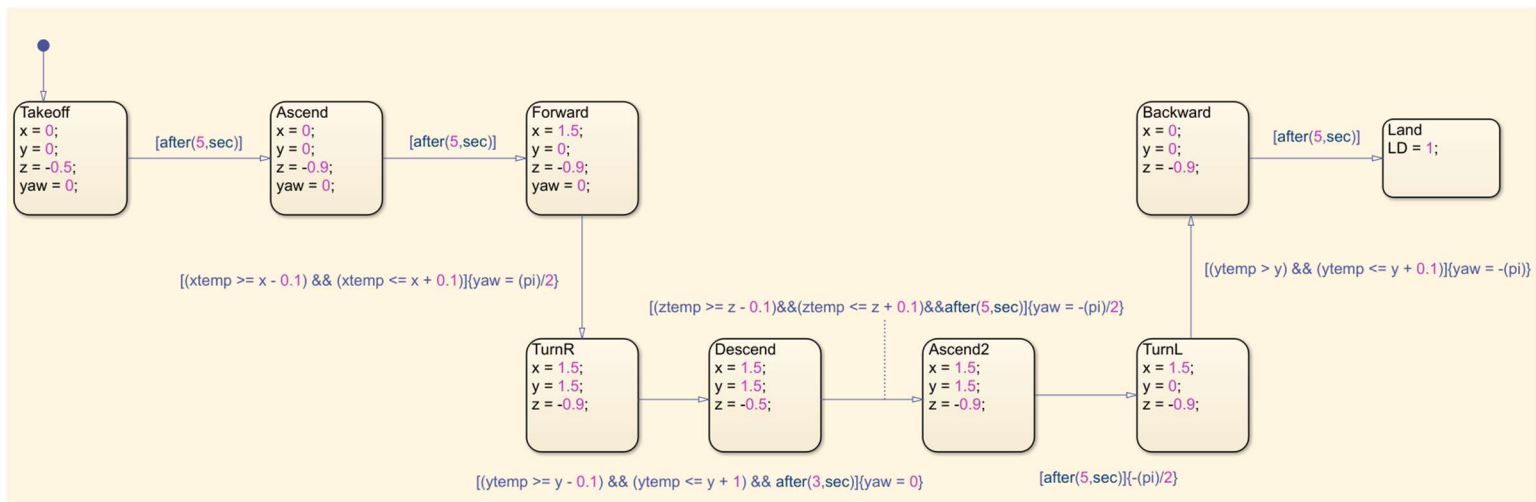 Takeoff
x = 0;
y = 0;
z = -0.5;
yaw = 0;
[after(5,sec)]
Ascend
x = 0;
y = 0;
z = -0.9;
yaw = 0;
[after(5,sec)]
Forward
x = 1.5;
y = 0;
z = -0.9;
yaw = 0;
Backward
x = 0;
y = 0;
z = -0.9;
[after(5,sec)]
Land
LD = 1;
[(xtemp >= x - 0.1) && (xtemp <= x + 0.1)]{yaw = (pi)/2}
[(ztemp >= z - 0.1)&&(ztemp <= z + 0.1)&&after(5,sec)]{yaw = -(pi)/2}
[(ytemp > y) && (ytemp <= y + 0.1)]{yaw = -(pi)}
TurnR
x = 1.5;
y = 1.5;
z = -0.9;
Descend
x = 1.5;
y = 1.5;
z = -0.5;
Ascend2
x = 1.5;
y = 1.5;
z = -0.9;
TurnL
x = 1.5;
y = 0;
z = -0.9;
[(ytemp >= y - 0.1) && (ytemp <= y + 1) && after(3,sec)]{yaw = 0}
[after(5,sec)]{-(pi)/2}